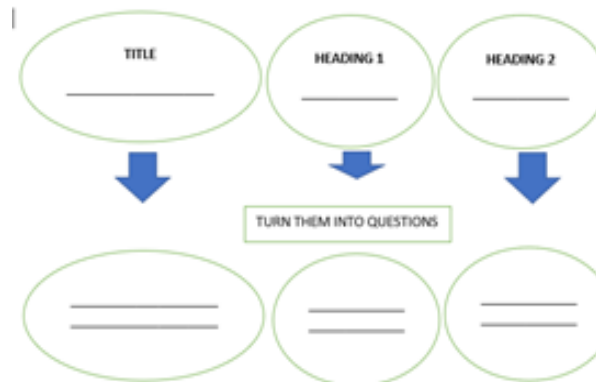 TITLE
HEADING 1
HEADING 2
TURN THEM INTO QUESTIONS